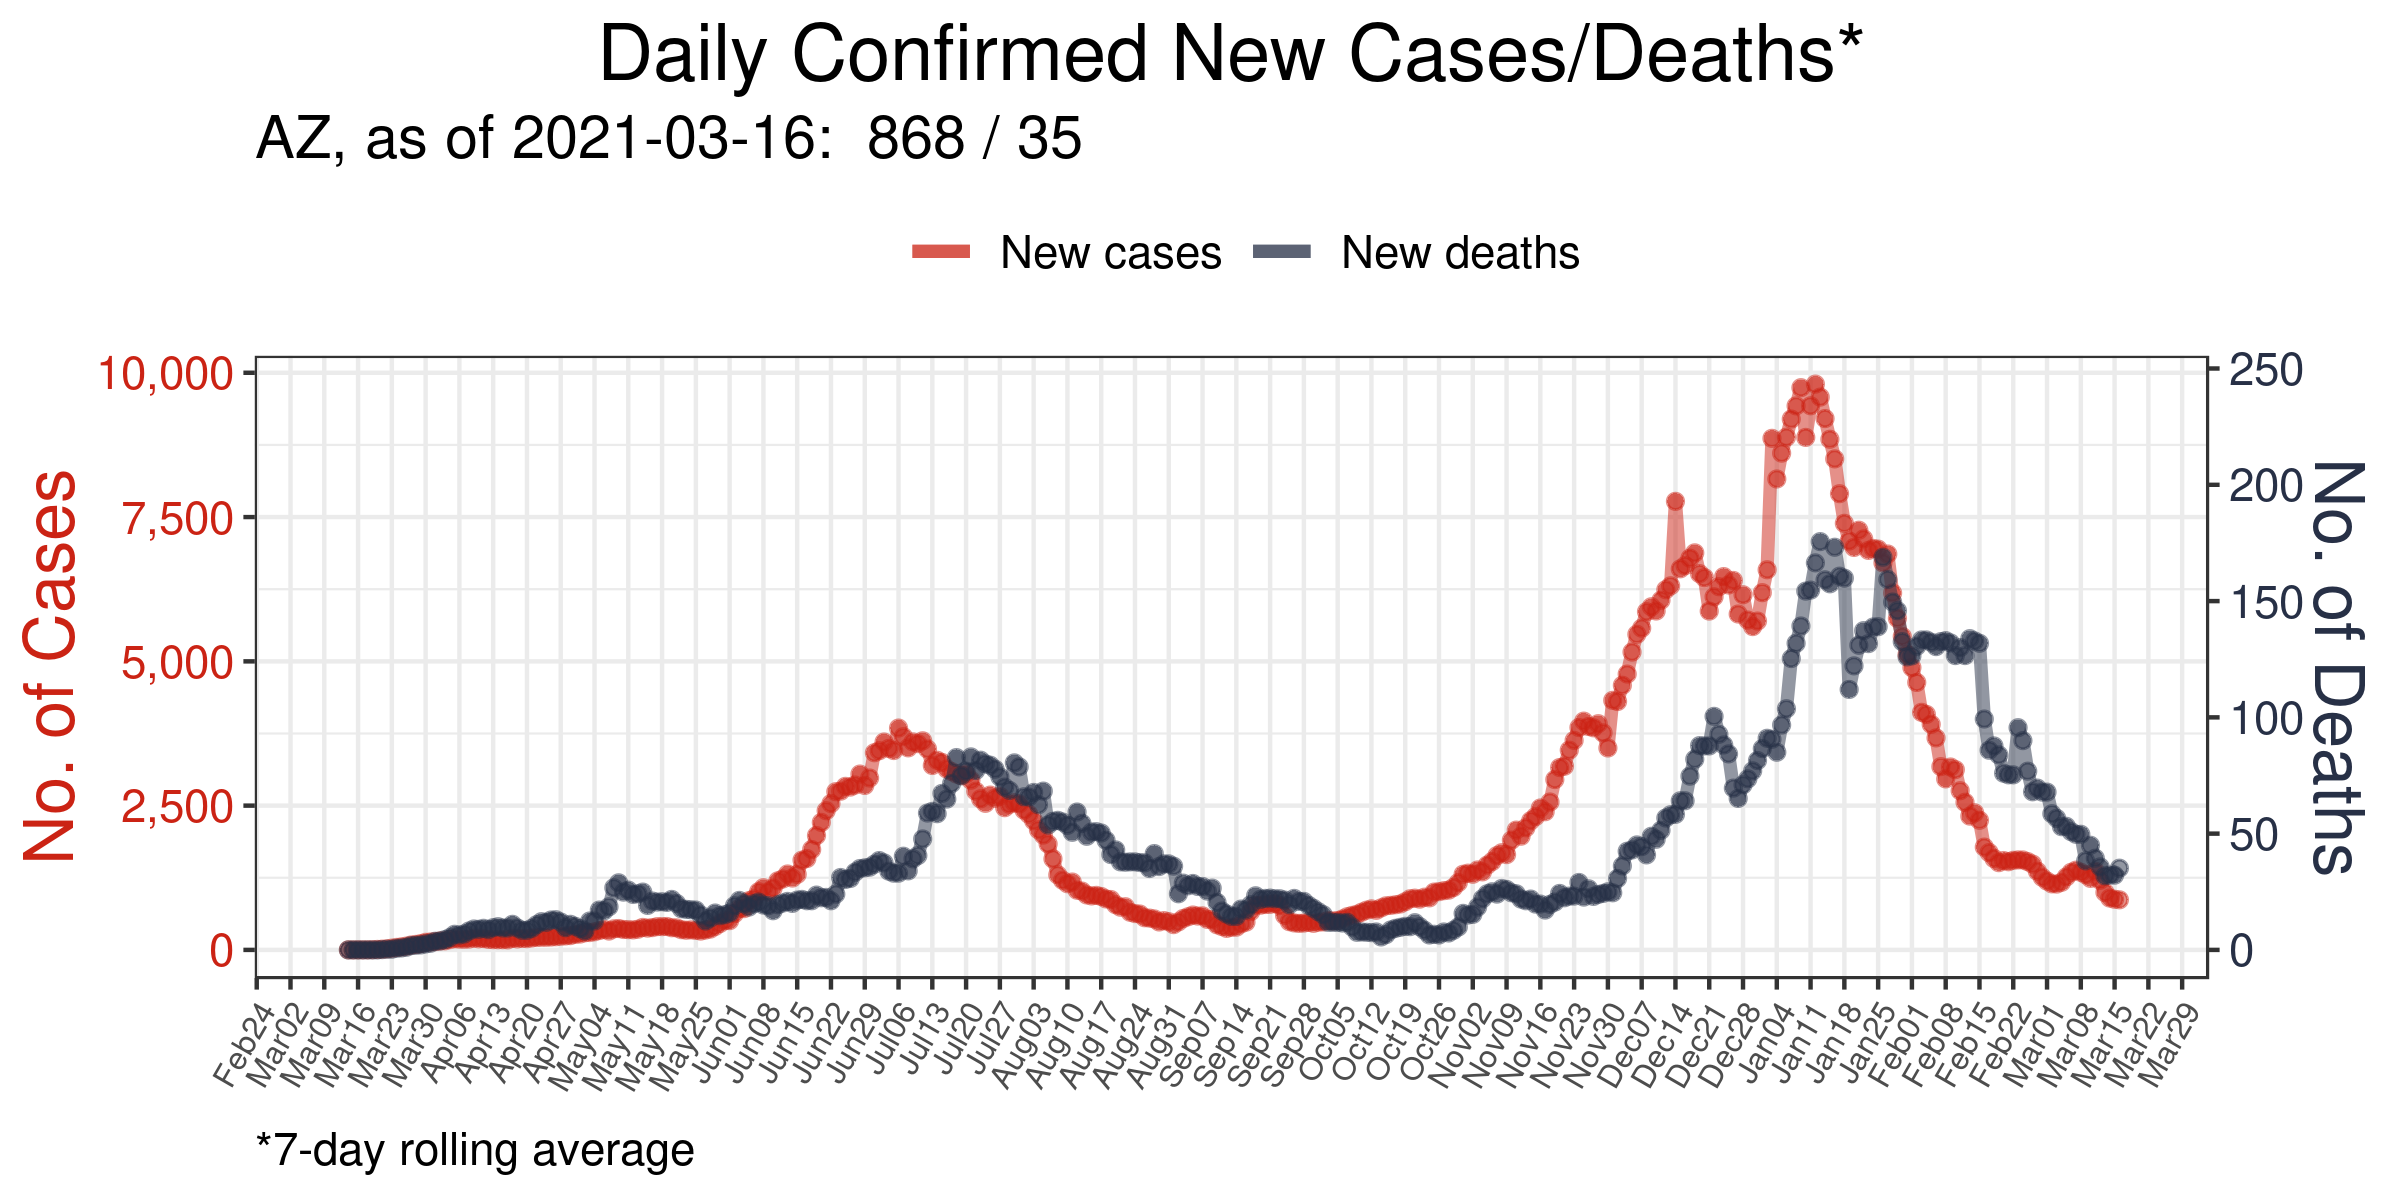 Daily Confirmed New Cases/Deaths*
AZ, as of 2021-03-16:  868 / 35
New cases
New deaths
No. of Cases
10,000
7,500
5,000
2,500
0
250
200
150
100
50
0
No. of Deaths
Feb24
Mar02
Mar09
Mar16
Mar23
Mar30
Apr06
Apr13
Apr20
Apr27
May04
May11
May18
May25
Jun01
Jun08
Jun15
Jun22
Jun29
Jul06
Jul13
Jul20
Jul27
Aug03
Aug10
Aug17
Aug24
Aug31
Sep07
Sep14
Sep21
Sep28
Oct05
Oct12
Oct19
Oct26
Nov02
Nov09
Nov16
Nov23
Nov30
Dec07
Dec14
Dec21
Dec28
Jan04
Jan11
Jan18
Jan25
Feb01
Feb08
Feb15
Feb22
Mar01
Mar08
Mar15
Mar22
Mar29
*7-day rolling average